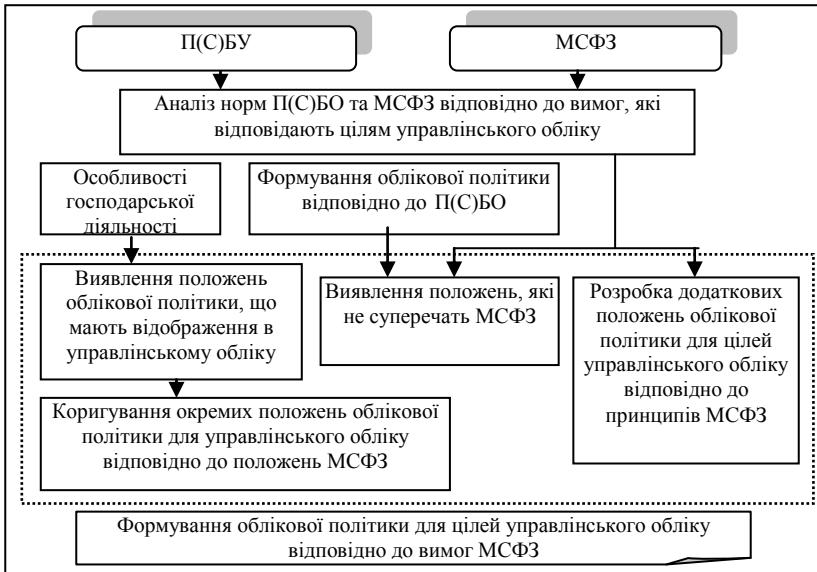 П(С)БУ
МСФЗ
Аналіз норм П(С)БО та МСФЗ відповідно до вимог, які
відповідають цілям управлінського обліку
Особливості
господарської
діяльності
Формування облікової політики
відповідно до П(С)БО
Виявлення положень
облікової політики, що
мають відображення в
управлінському обліку
Виявлення положень, які
не суперечать МСФЗ
Розробка додаткових
положень облікової
політики для цілей
управлінського обліку
відповідно до
принципів МСФЗ
Коригування окремих положень облікової
політики для управлінського обліку
відповідно до положень МСФЗ
Формування облікової політики для цілей управлінського обліку
відповідно до вимог МСФЗ